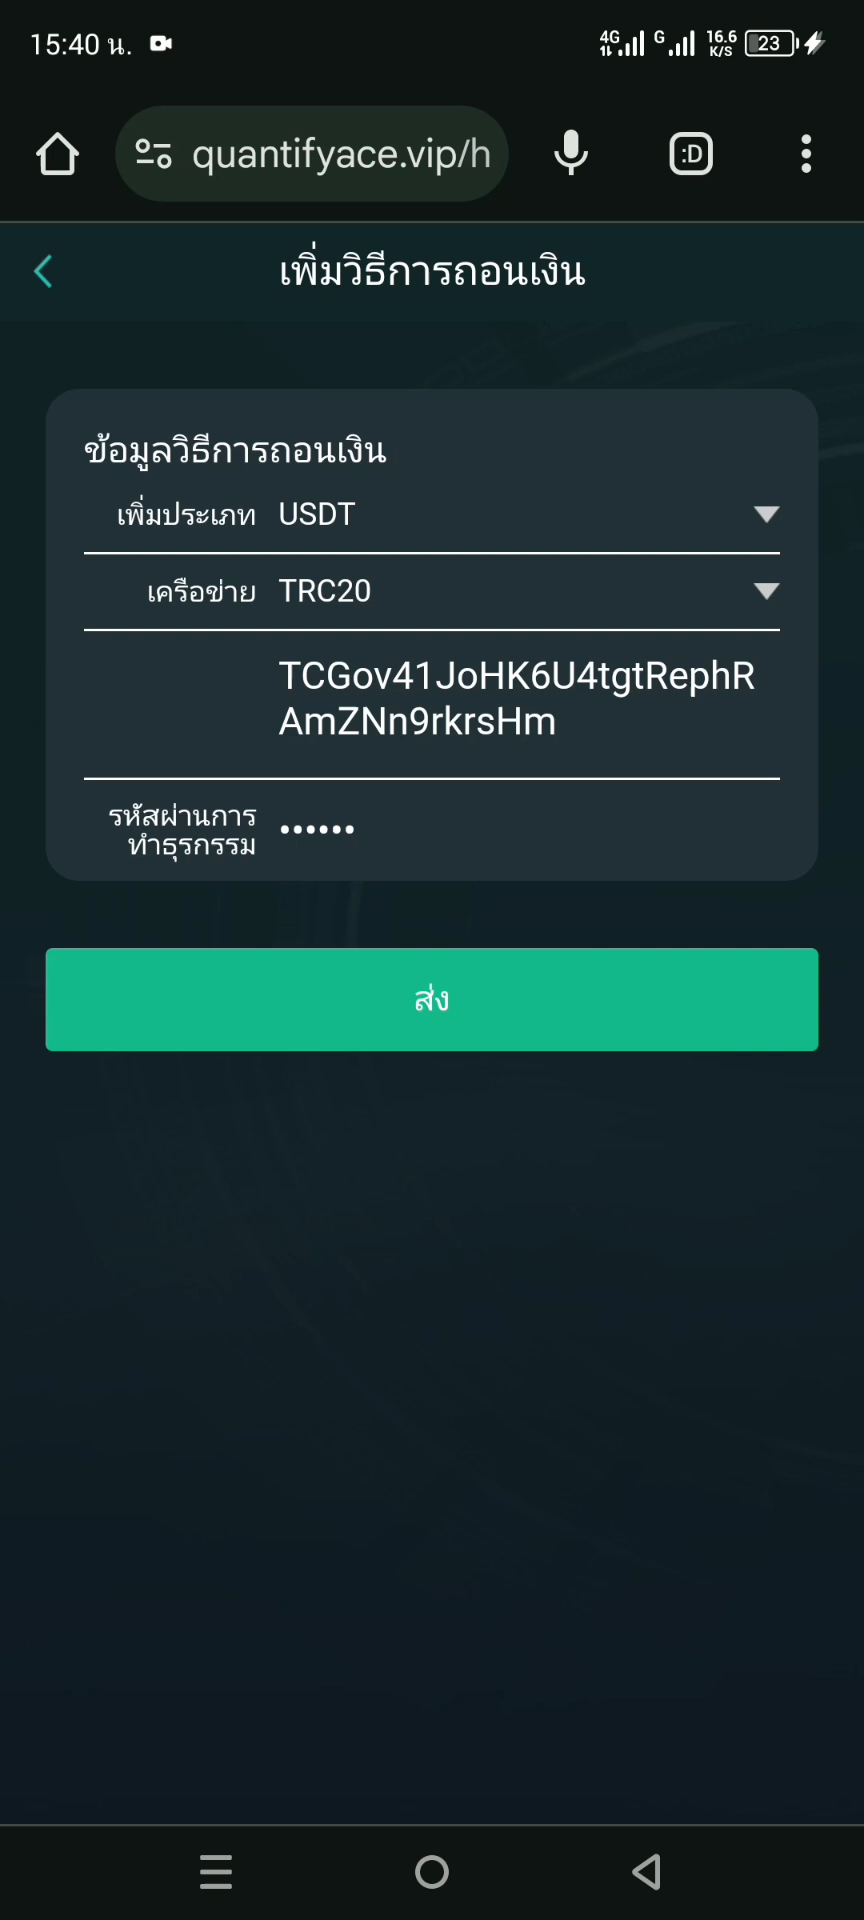 15:40 น.
4G G 16.6 K/S 23
quantifyace.vip/h
:D
เพิ่มวิธีการถอนเงิน
ข้อมูลวิธีการถอนเงิน
เพิ่มประเภท USDT
เครือข่าย TRC20
TCGov41JoHK6U4tgtRephR
AmZNn9rkrsHm
รหัสผ่านการ
ทำธุรกรรม ••••••
ส่ง